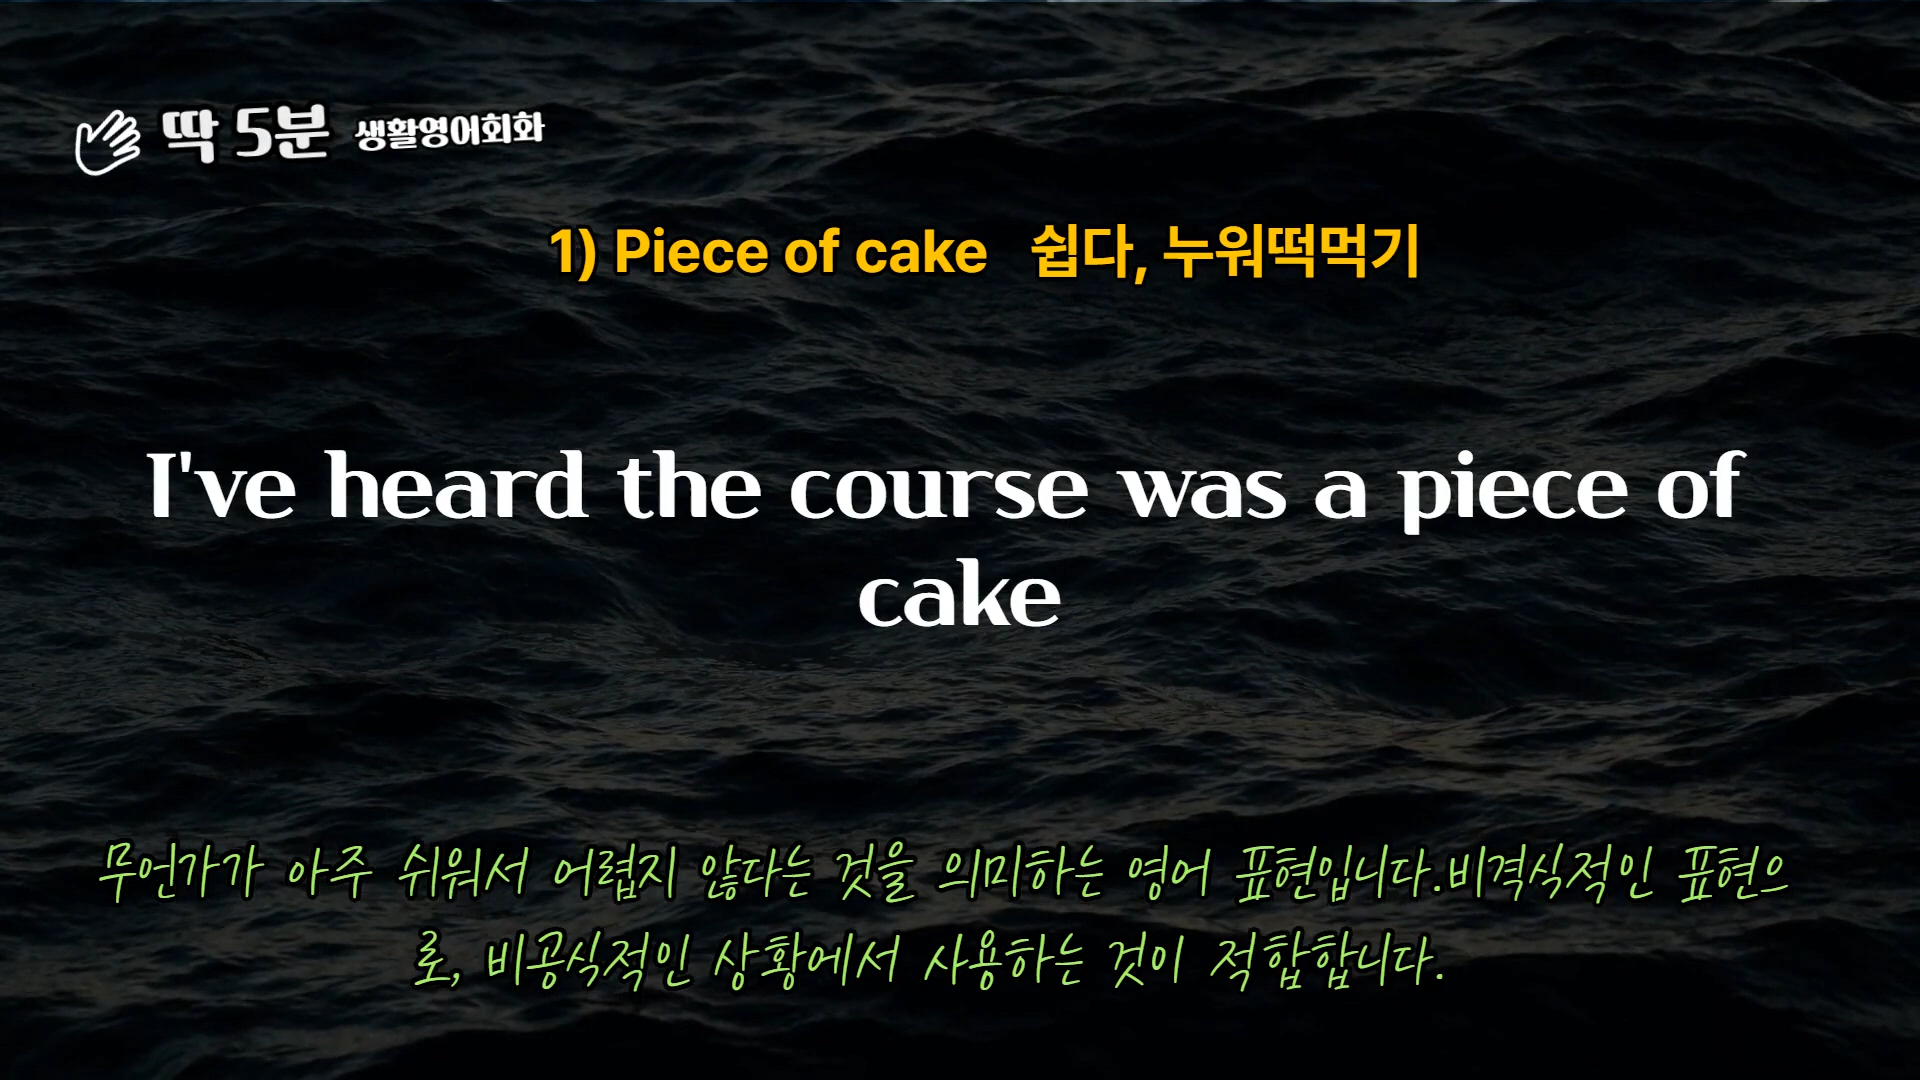 딱 5분 생활영어회화
1) Piece of cake 쉽다, 누워떡먹기
I've heard the course was a piece of
cake
무언가가 아주 쉬워서 어렵지 않다는 것을 의미하는 영어 표현입니다.비격식적인 표현으
로, 비공식적인 상황에서 사용하는 것이 적합합니다.